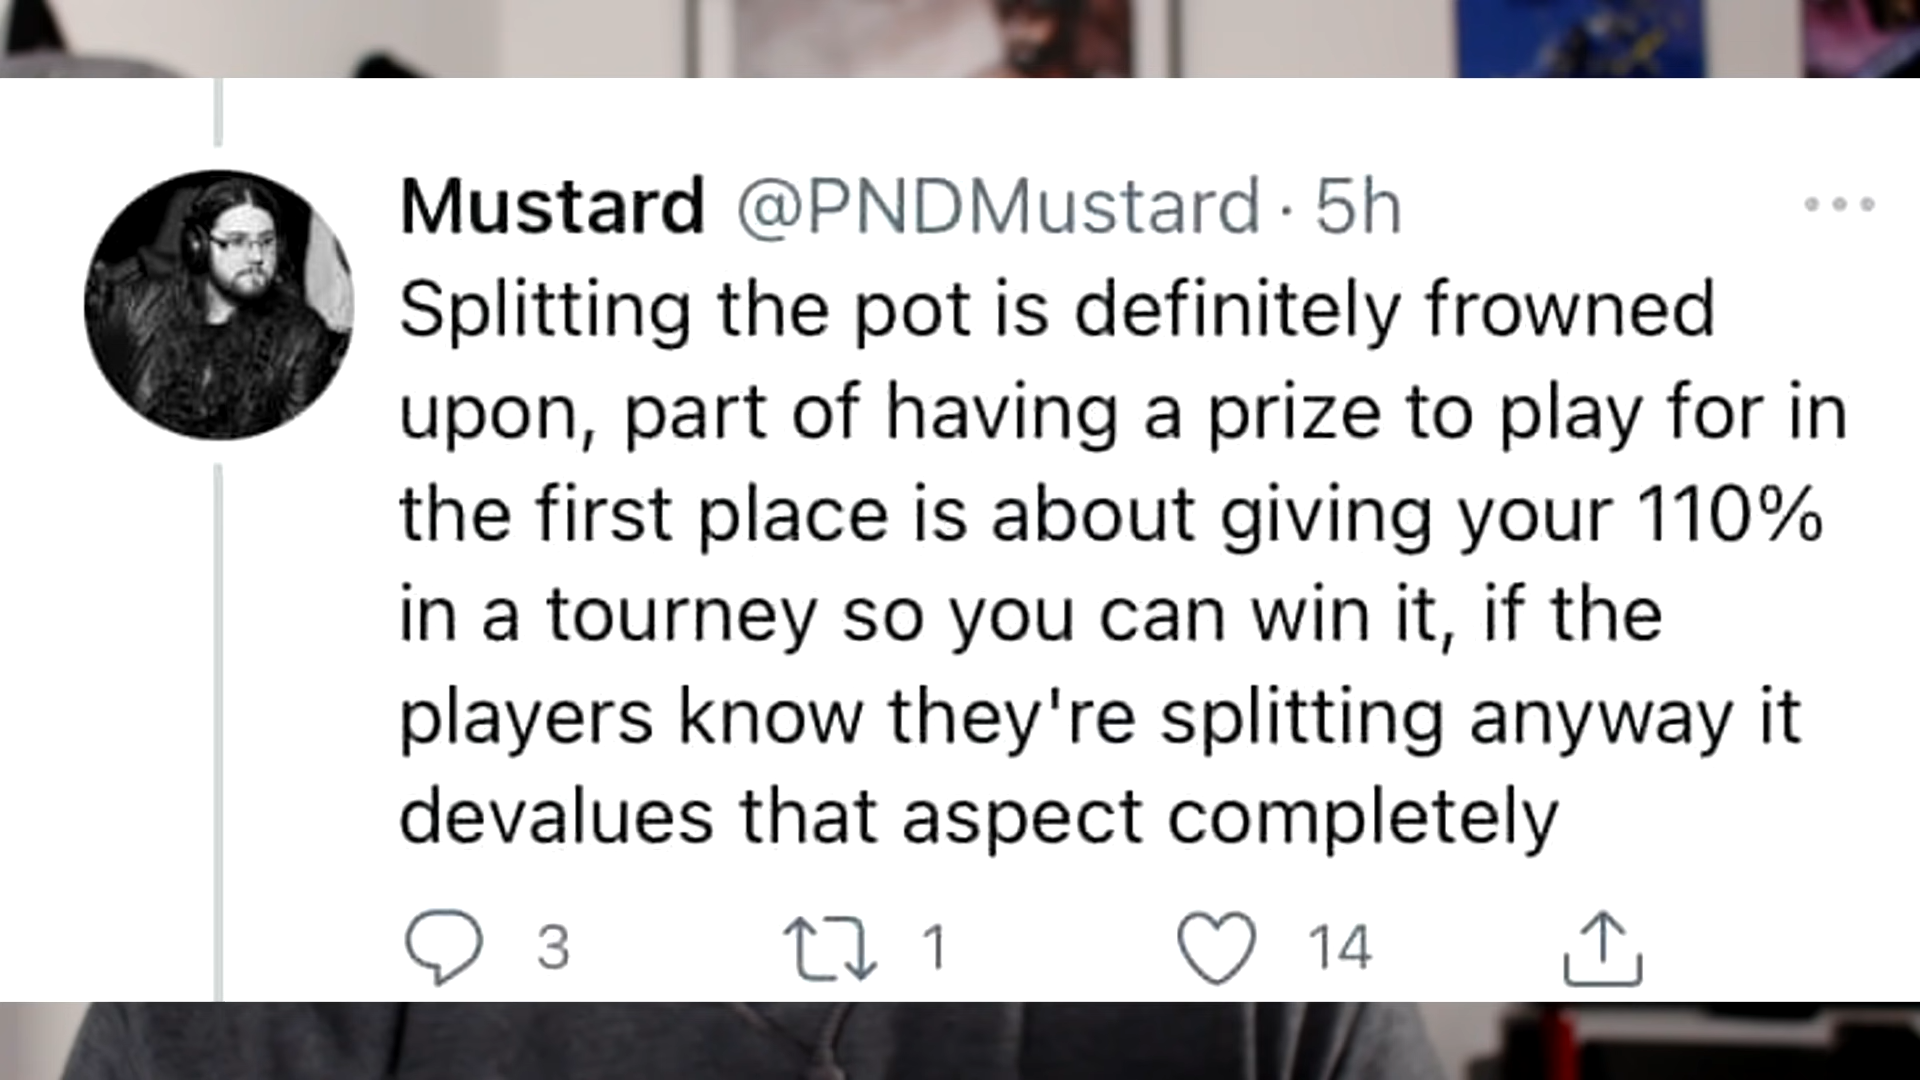 Mustard @PNDMustard · 5h
Splitting the pot is definitely frowned
upon, part of having a prize to play for in
the first place is about giving your 110%
in a tourney so you can win it, if the
players know they're splitting anyway it
devalues that aspect completely
3 1 14